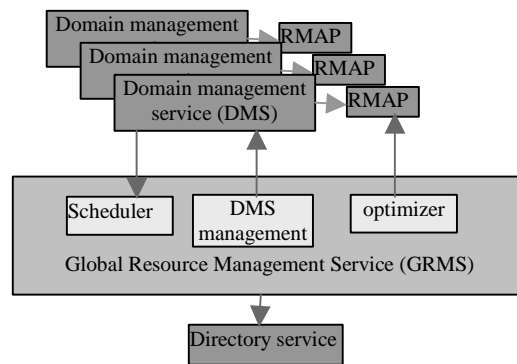 Domain management
RMAP
Domain management
RMAP
Domain management
service (DMS)
RMAP
Scheduler
DMS
management
optimizer
Global Resource Management Service (GRMS)
Directory service